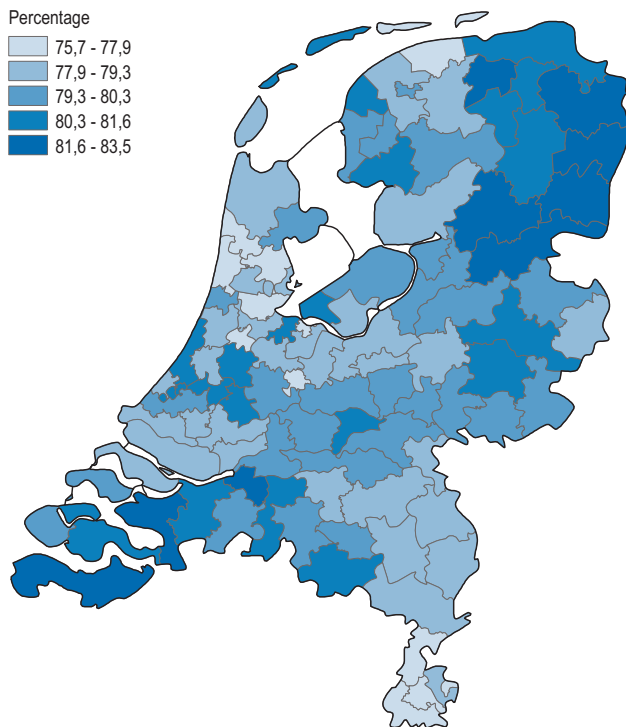 Percentage
75,7 - 77,9
77,9 - 79,3
79,3 - 80,3
80,3 - 81,6
81,6 - 83,5